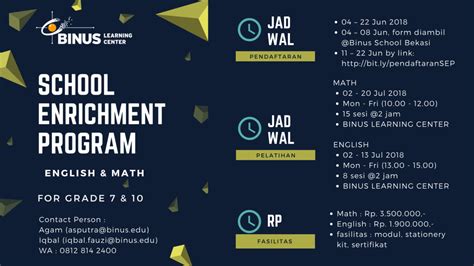 BINUS LEARNING CENTER
SCHOOL
ENRICHMENT
PROGRAM
ENGLISH & MATH
FOR GRADE 7 & 10
Contact Person :
Agam (asputra@binus.edu)
Iqbal (iqbal.fauzi@binus.edu)
WA : 0812 814 2400
JAD
WAL
PENDAFTARAN
• 04 – 22 Jun 2018
• 04 – 08 Jun, form diambil
@Binus School Bekasi
• 11 – 22 Jun by link:
http://bit.ly/pendaftaranSEP
JAD
WAL
PELATIHAN
MATH
• 02 - 20 Jul 2018
• Mon - Fri (10.00 - 12.00)
• 15 sesi @2 jam
• BINUS LEARNING CENTER
ENGLISH
• 02 - 13 Jul 2018
• Mon - Fri (13.00 - 15.00)
• 8 sesi @2 jam
• BINUS LEARNING CENTER
RP
FASILITAS
• Math : Rp. 3.500.000,-
• English : Rp. 1.900.000,-
• fasilitas : modul, stationery
kit, sertifikat